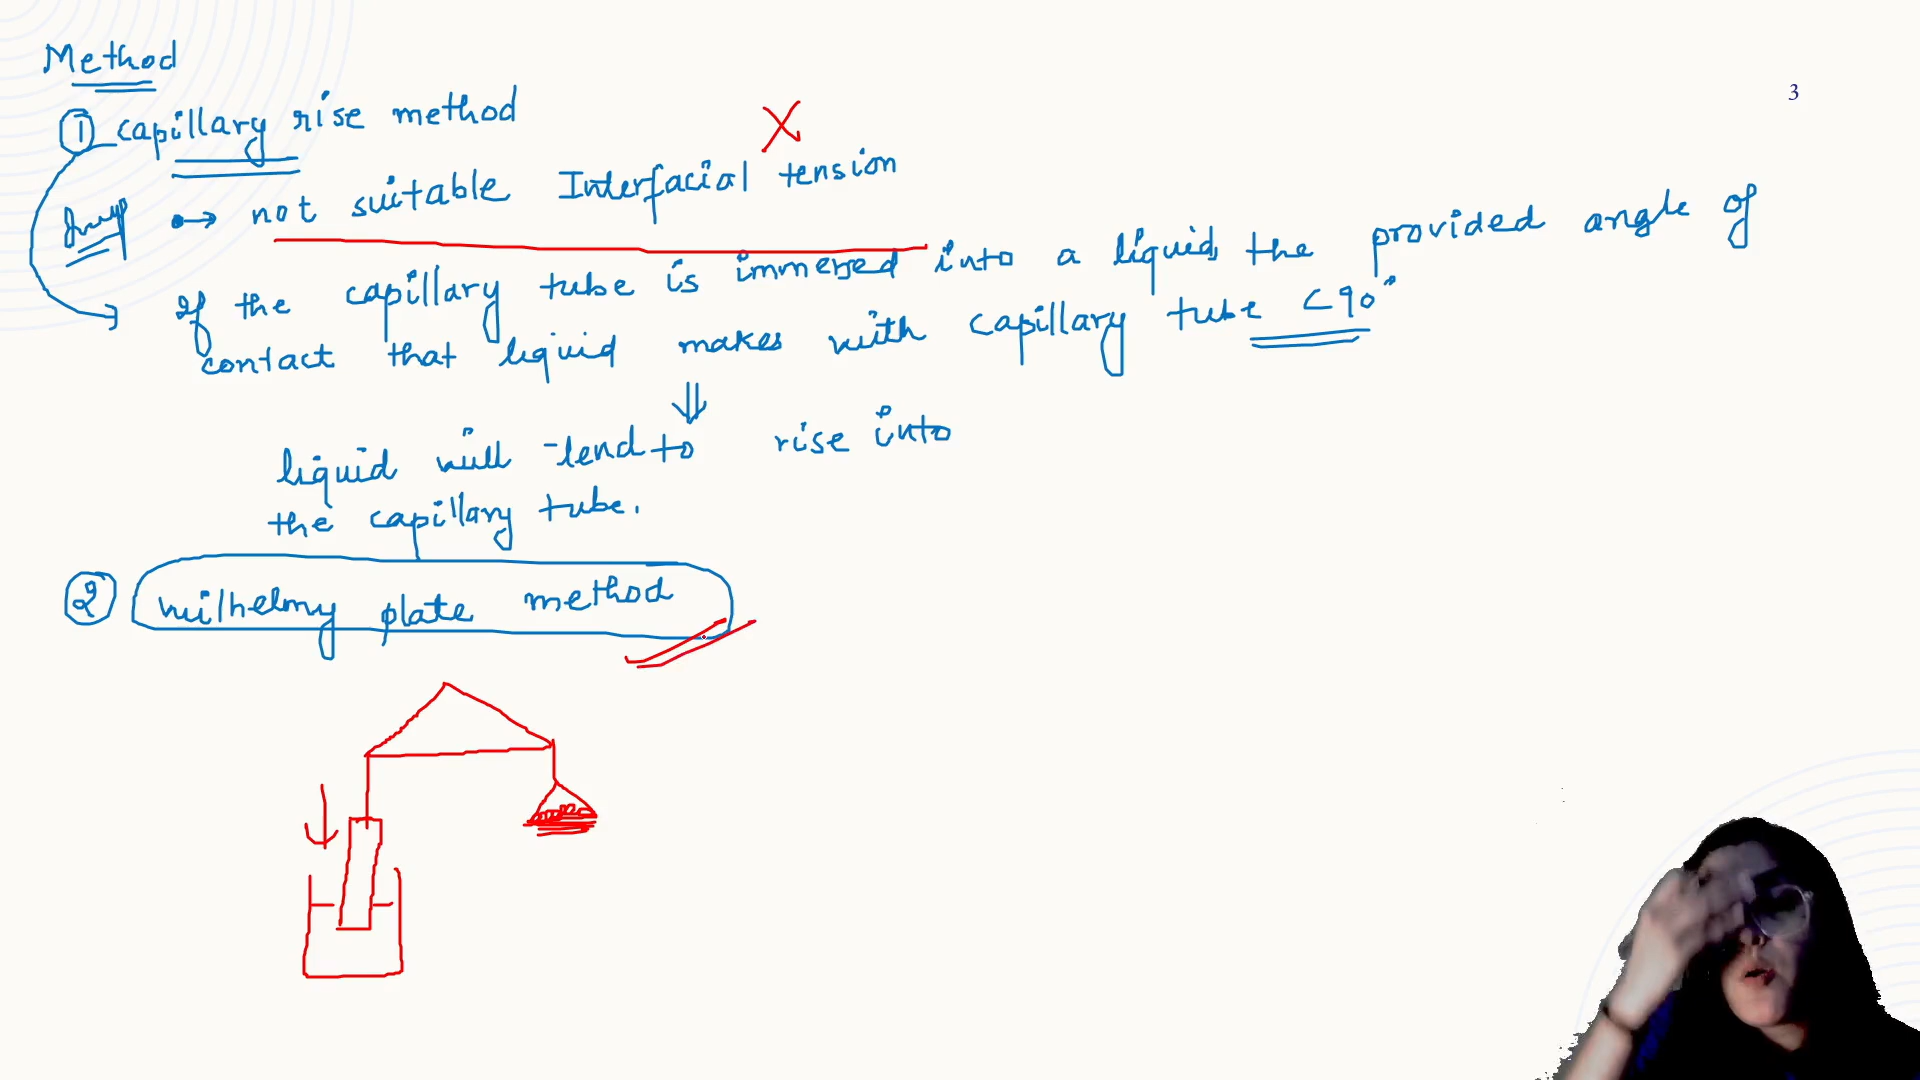 Method
3
① capillary rise method
Imp •→ not suitable Interfacial tension
If the capillary tube is immersed into a liquid, the provided angle of
contact that liquid makes with capillary tube <90°
liquid will tend to rise into
the capillary tube.
② wilhelmy plate method